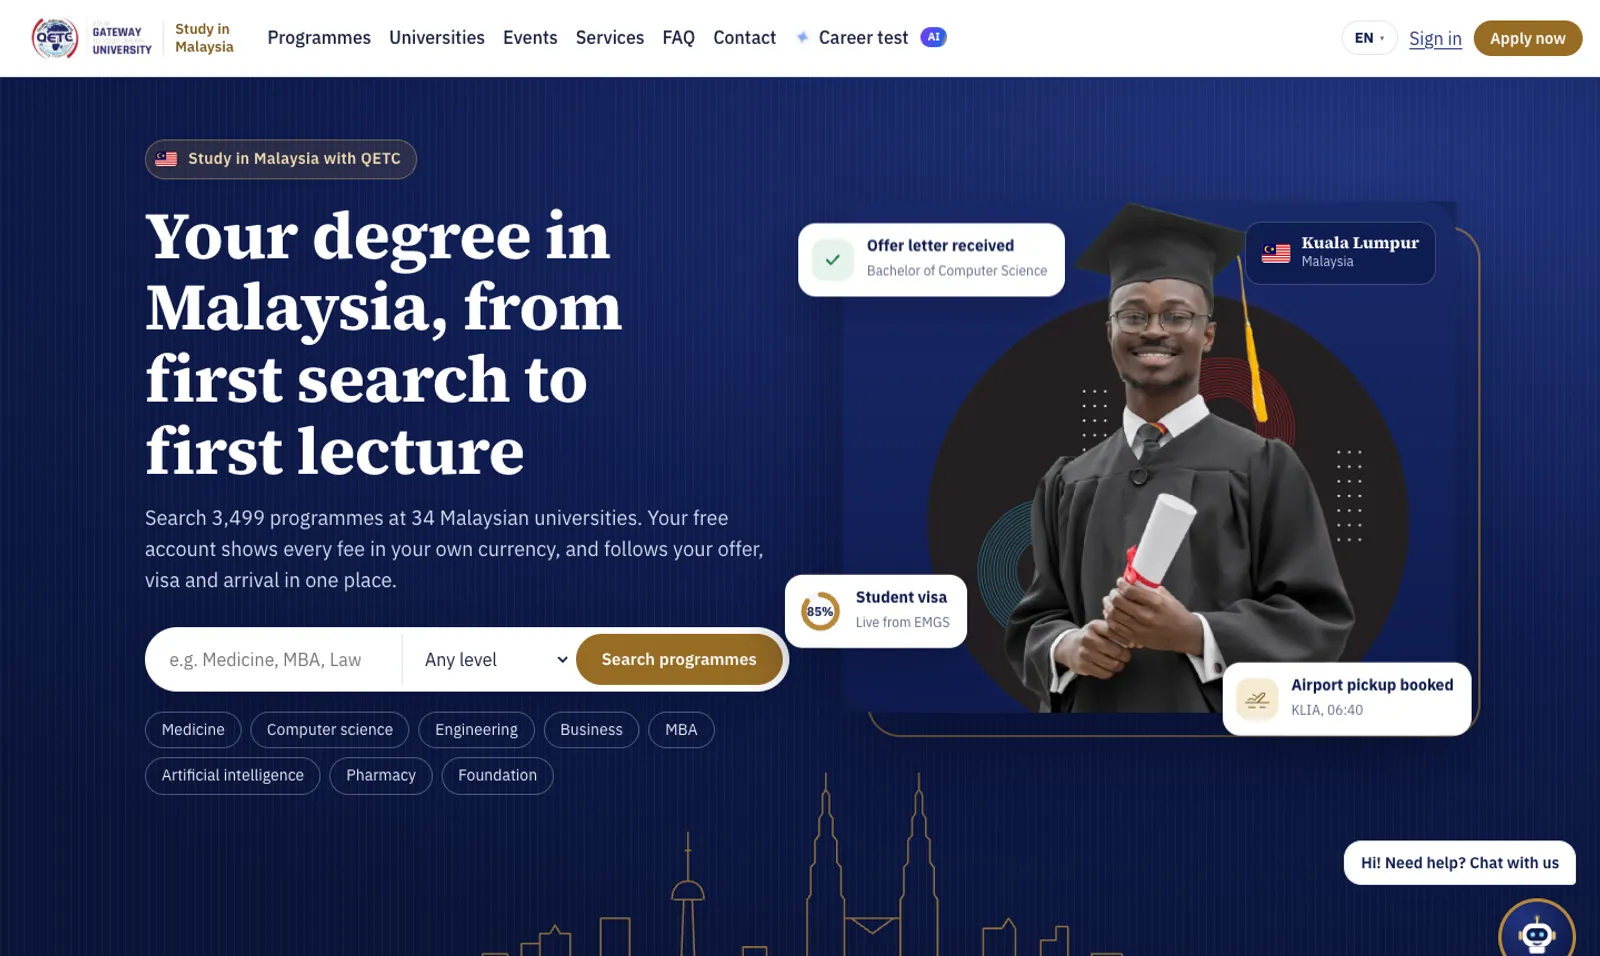 QETC
GATEWAY
UNIVERSITY
Study in
Malaysia
Programmes
Universities
Events
Services
FAQ
Contact
Career test
AI
EN
Sign in
Apply now
Study in Malaysia with QETC
Your degree in
Malaysia, from
first search to
first lecture
Search 3,499 programmes at 34 Malaysian universities. Your free
account shows every fee in your own currency, and follows your offer,
visa and arrival in one place.
e.g. Medicine, MBA, Law
Any level
Search programmes
Medicine
Computer science
Engineering
Business
MBA
Artificial intelligence
Pharmacy
Foundation
Offer letter received
Bachelor of Computer Science
Kuala Lumpur
Malaysia
85%
Student visa
Live from EMGS
Airport pickup booked
KLIA, 06:40
Hi! Need help? Chat with us